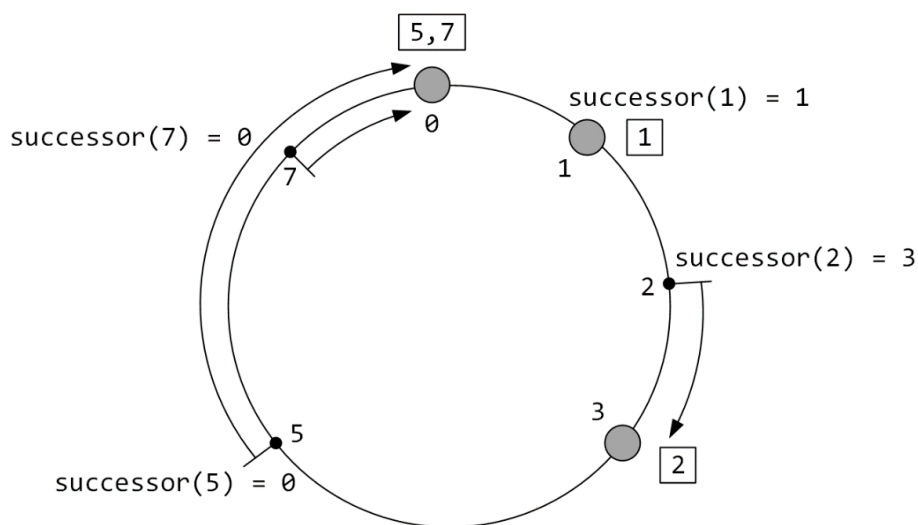 5,7
successor(1) = 1
0
1
1
successor(7) = 0
7
successor(2) = 3
2
3
2
5
successor(5) = 0